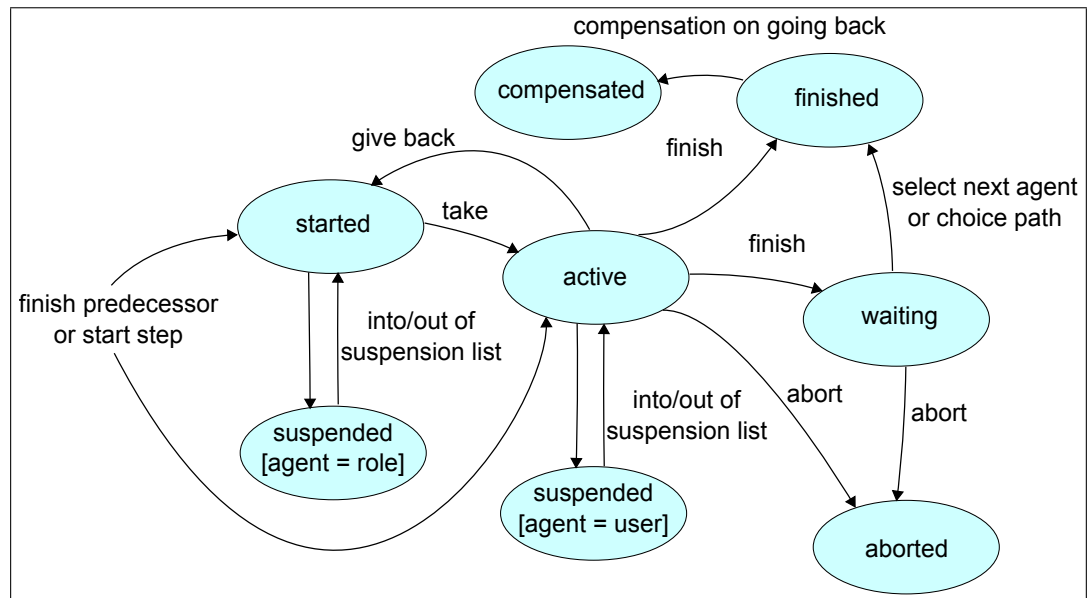 compensation on going back
compensated
finished
give back
finish
started
take
select next agent
or choice path
finish
active
finish predecessor
or start step
waiting
into/out of
suspension list
abort
into/out of
suspension list
abort
suspended
[agent = role]
suspended
[agent = user]
aborted